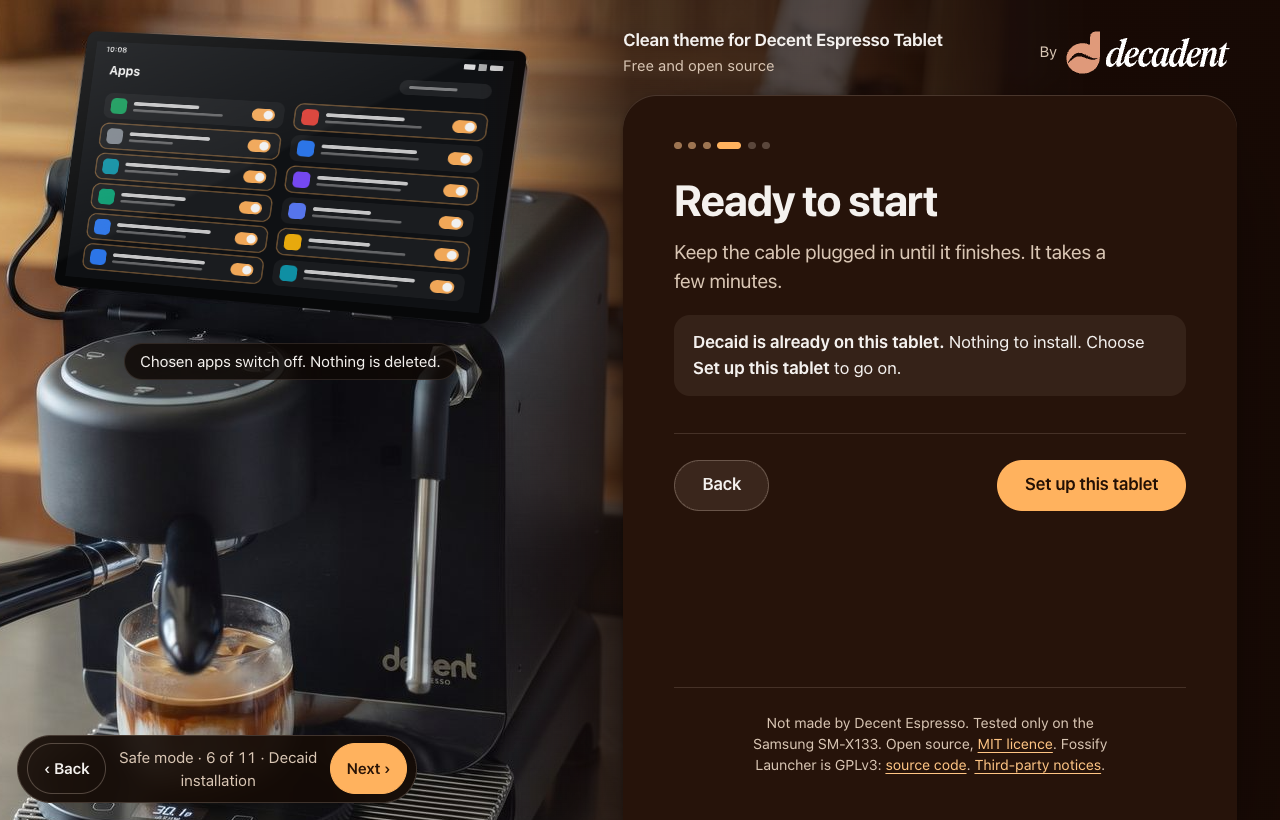 10:08
Apps
Chosen apps switch off. Nothing is deleted.
decent
‹ Back
Safe mode · 6 of 11 · Decaid
installation
Next ›
30.1
Clean theme for Decent Espresso Tablet
Free and open source
By decadent
Ready to start
Keep the cable plugged in until it finishes. It takes a
few minutes.
Decaid is already on this tablet. Nothing to install. Choose
Set up this tablet to go on.
Back
Set up this tablet
Not made by Decent Espresso. Tested only on the
Samsung SM-X133. Open source, MIT licence. Fossify
Launcher is GPLv3: source code. Third-party notices.